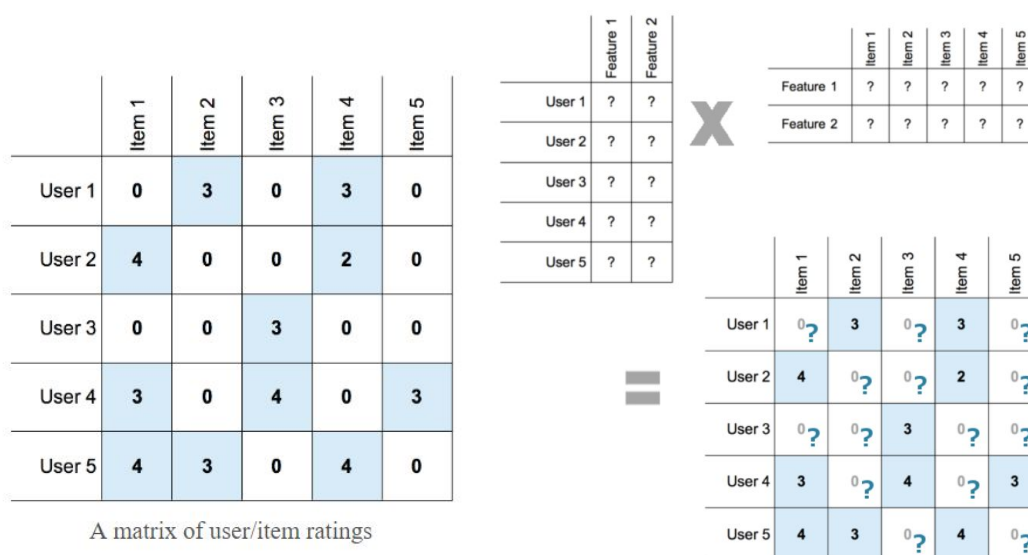 Item 1 Item 2 Item 3 Item 4 Item 5
User 1 0 3 0 3 0
User 2 4 0 0 2 0
User 3 0 0 3 0 0
User 4 3 0 4 0 3
User 5 4 3 0 4 0
A matrix of user/item ratings
Feature 1 Feature 2
User 1 ? ?
User 2 ? ?
User 3 ? ?
User 4 ? ?
User 5 ? ?
X
Item 1 Item 2 Item 3 Item 4 Item 5
Feature 1 ? ? ? ? ?
Feature 2 ? ? ? ? ?
=
Item 1 Item 2 Item 3 Item 4 Item 5
User 1 0? 3 0? 3 0?
User 2 4 0? 0? 2 0?
User 3 0? 0? 3 0? 0?
User 4 3 0? 4 0? 3
User 5 4 3 0? 4 0?